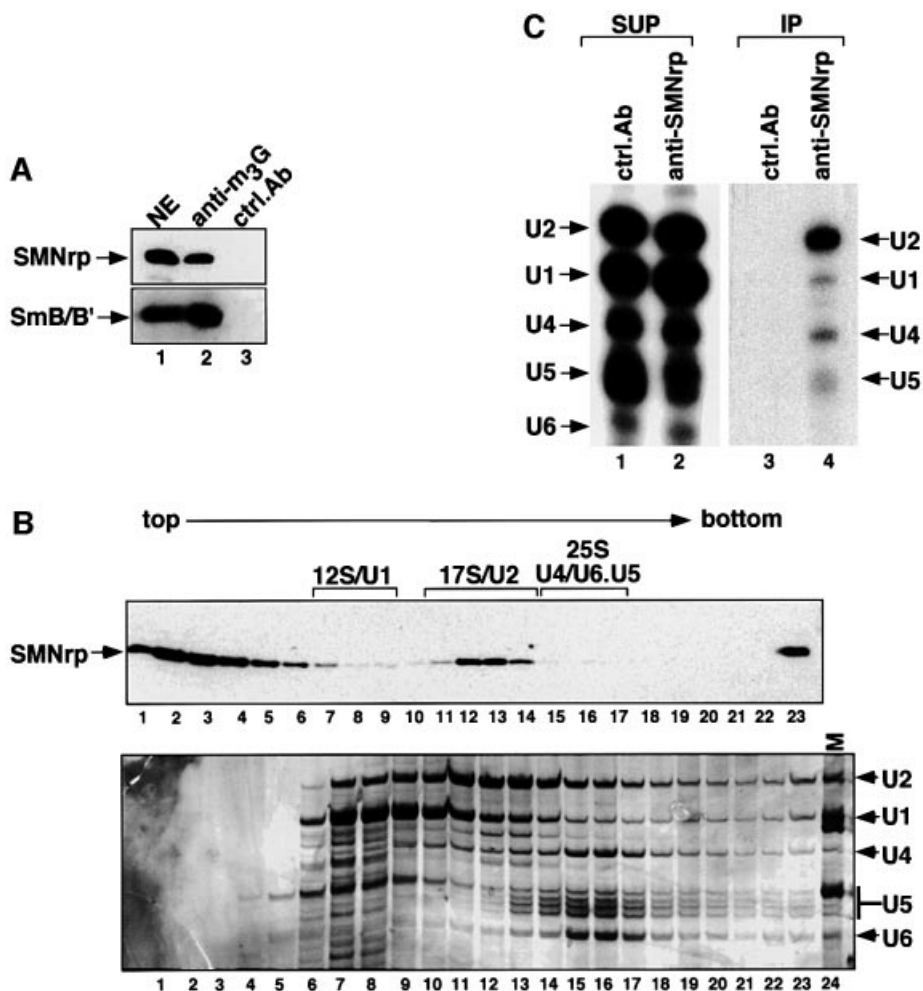 C
SUP
IP
ctrl.Ab
anti-SMNrp
ctrl.Ab
anti-SMNrp
U2
U1
U4
U5
U6
U2
U1
U4
U5
1 2 3 4
A
NE
anti-m3G
ctrl.Ab
SMNrp
SmB/B'
1 2 3
B
top
bottom
12S/U1
17S/U2
25S
U4/U6.U5
SMNrp
1 2 3 4 5 6 7 8 9 10 11 12 13 14 15 16 17 18 19 20 21 22 23
M
U2
U1
U4
U5
U6
1 2 3 4 5 6 7 8 9 10 11 12 13 14 15 16 17 18 19 20 21 22 23 24